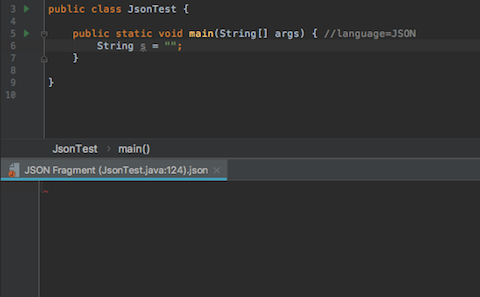 3 public class JsonTest {
4
5 public static void main(String[] args) { //language=JSON
6 String s = "";
7 }
8
9 }
10
JsonTest › main()
JSON Fragment (JsonTest.java:124).json ×